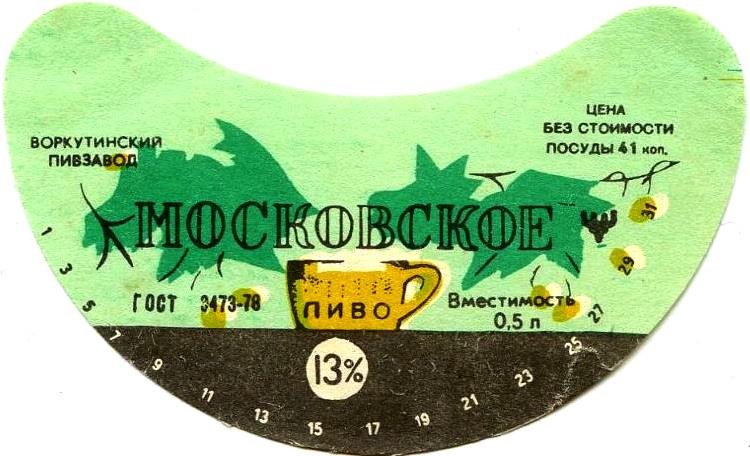 ВОРКУТИНСКИЙ
ПИВЗАВОД
ЦЕНА
БЕЗ СТОИМОСТИ
ПОСУДЫ 41 коп.
МОСКОВСКОЕ
ГОСТ 3473-78
ПИВО
Вместимость
0,5 л
13%
1 3 5 7 9 11 13 15 17 19 21 23 25 27 29 31